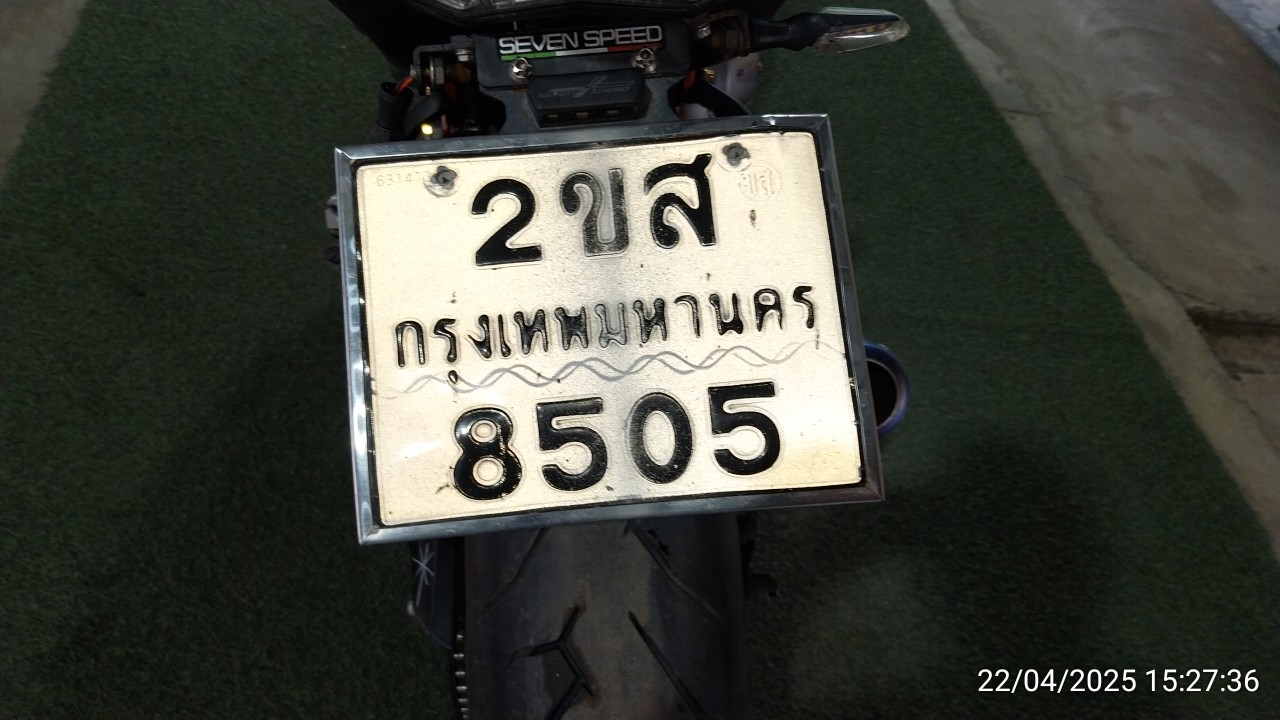 SEVEN SPEED
2ขส
กรุงเทพมหานคร
8505
22/04/2025 15:27:36